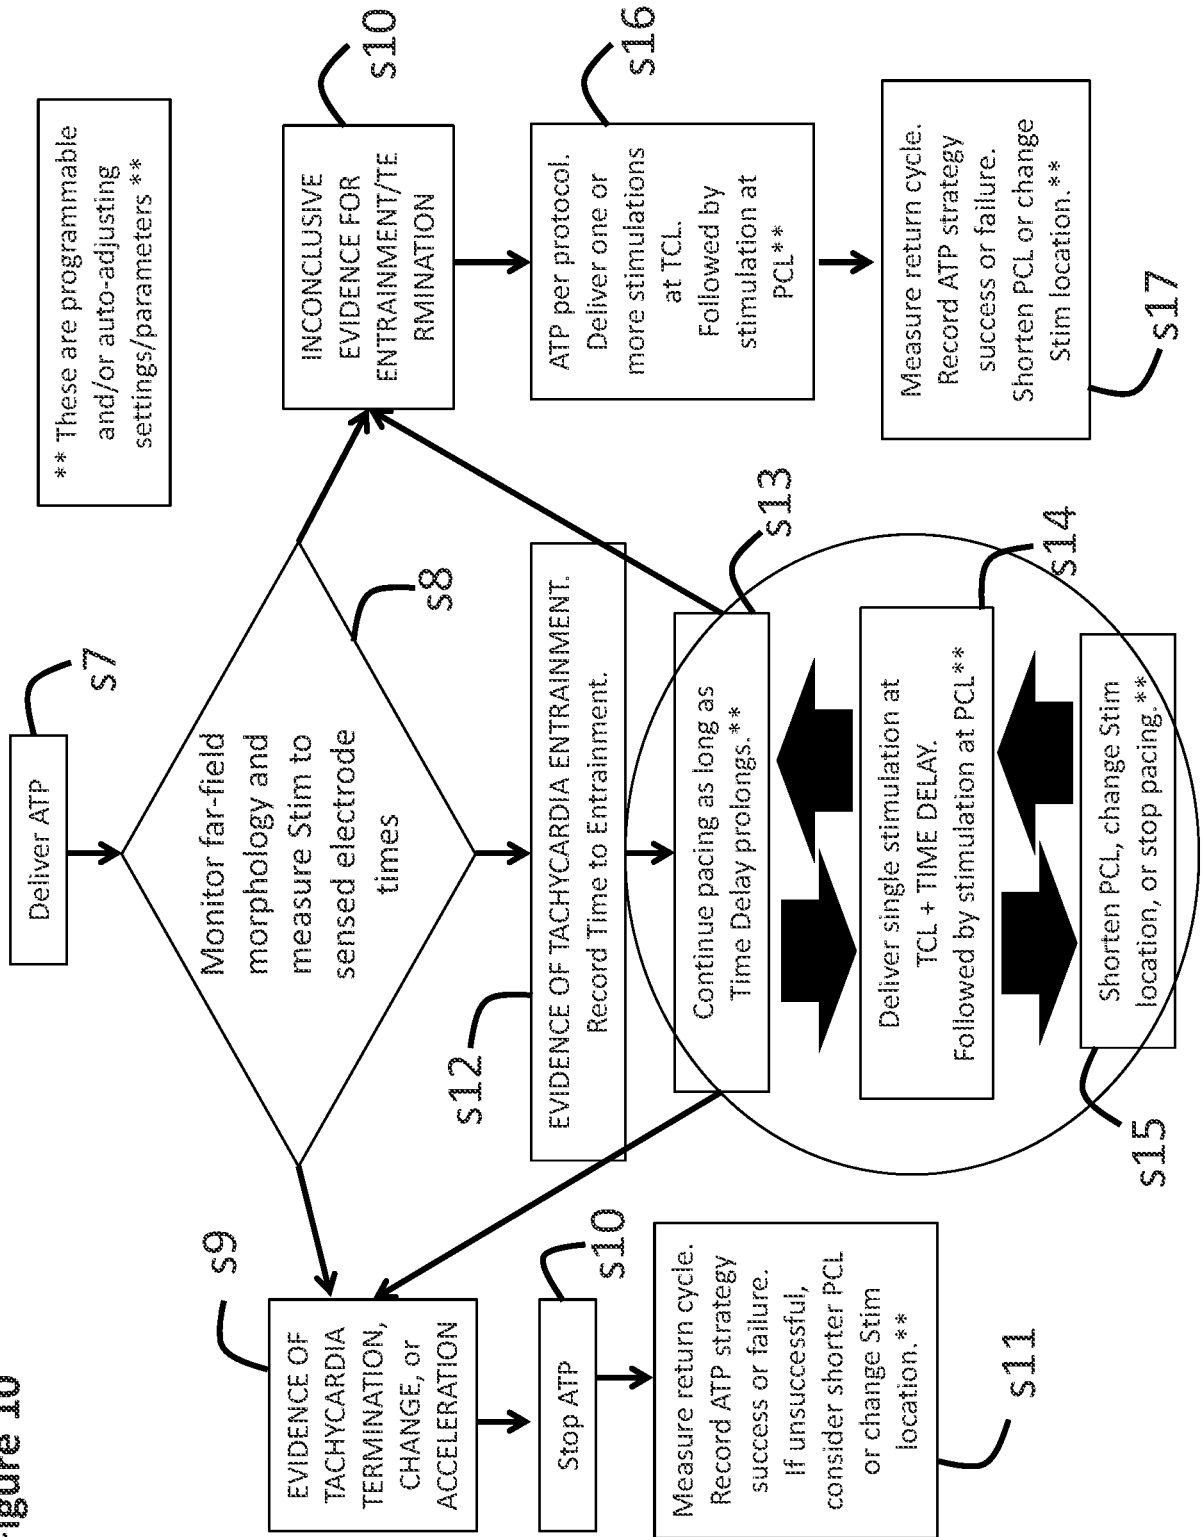 Figure 10
Deliver ATP
s7
** These are programmable
and/or auto-adjusting
settings/parameters **
Monitor far-field
morphology and
measure Stim to
sensed electrode
times
s8
s9
EVIDENCE OF
TACHYCARDIA
TERMINATION,
CHANGE, or
ACCELERATION
s10
Stop ATP
Measure return cycle.
Record ATP strategy
success or failure.
If unsuccessful,
consider shorter PCL
or change Stim
location.**
s11
s12
EVIDENCE OF TACHYCARDIA ENTRAINMENT.
Record Time to Entrainment.
Continue pacing as long as
Time Delay prolongs.**
s13
Deliver single stimulation at
TCL + TIME DELAY.
Followed by stimulation at PCL**
s14
Shorten PCL, change Stim
location, or stop pacing.**
s15
INCONCLUSIVE
EVIDENCE FOR
ENTRAINMENT/TE
RMINATION
s10
ATP per protocol.
Deliver one or
more stimulations
at TCL.
Followed by
stimulation at
PCL**
s16
Measure return cycle.
Record ATP strategy
success or failure.
Shorten PCL or change
Stim location.**
s17